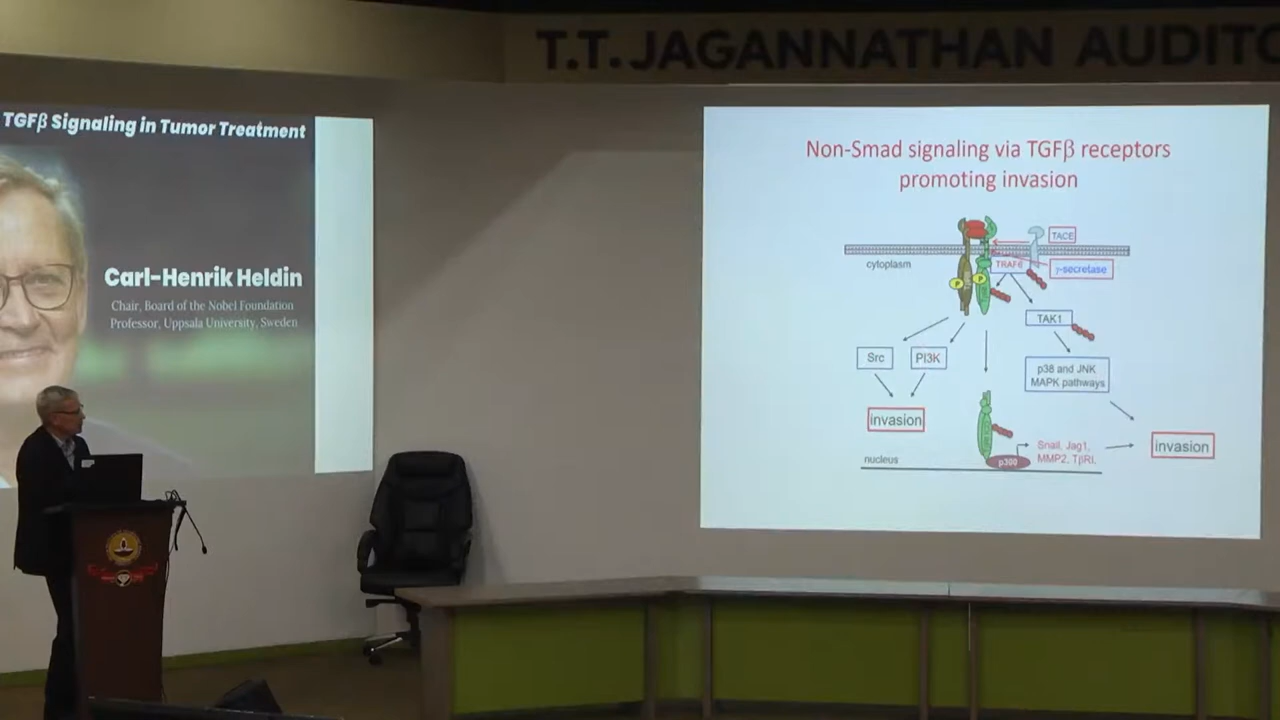 T.T. JAGANNATHAN AUDITO
TGFβ Signaling in Tumor Treatment
Carl-Henrik Heldin
Chair, Board of the Nobel Foundation
Professor, Uppsala University, Sweden
Non-Smad signaling via TGFβ receptors
promoting invasion
TACE
cytoplasm
TRAF6
γ-secretase
P
P
TAK1
Src
PI3K
p38 and JNK
MAPK pathways
invasion
Snail, Jag1,
MMP2, TβRI,
invasion
nucleus
p300